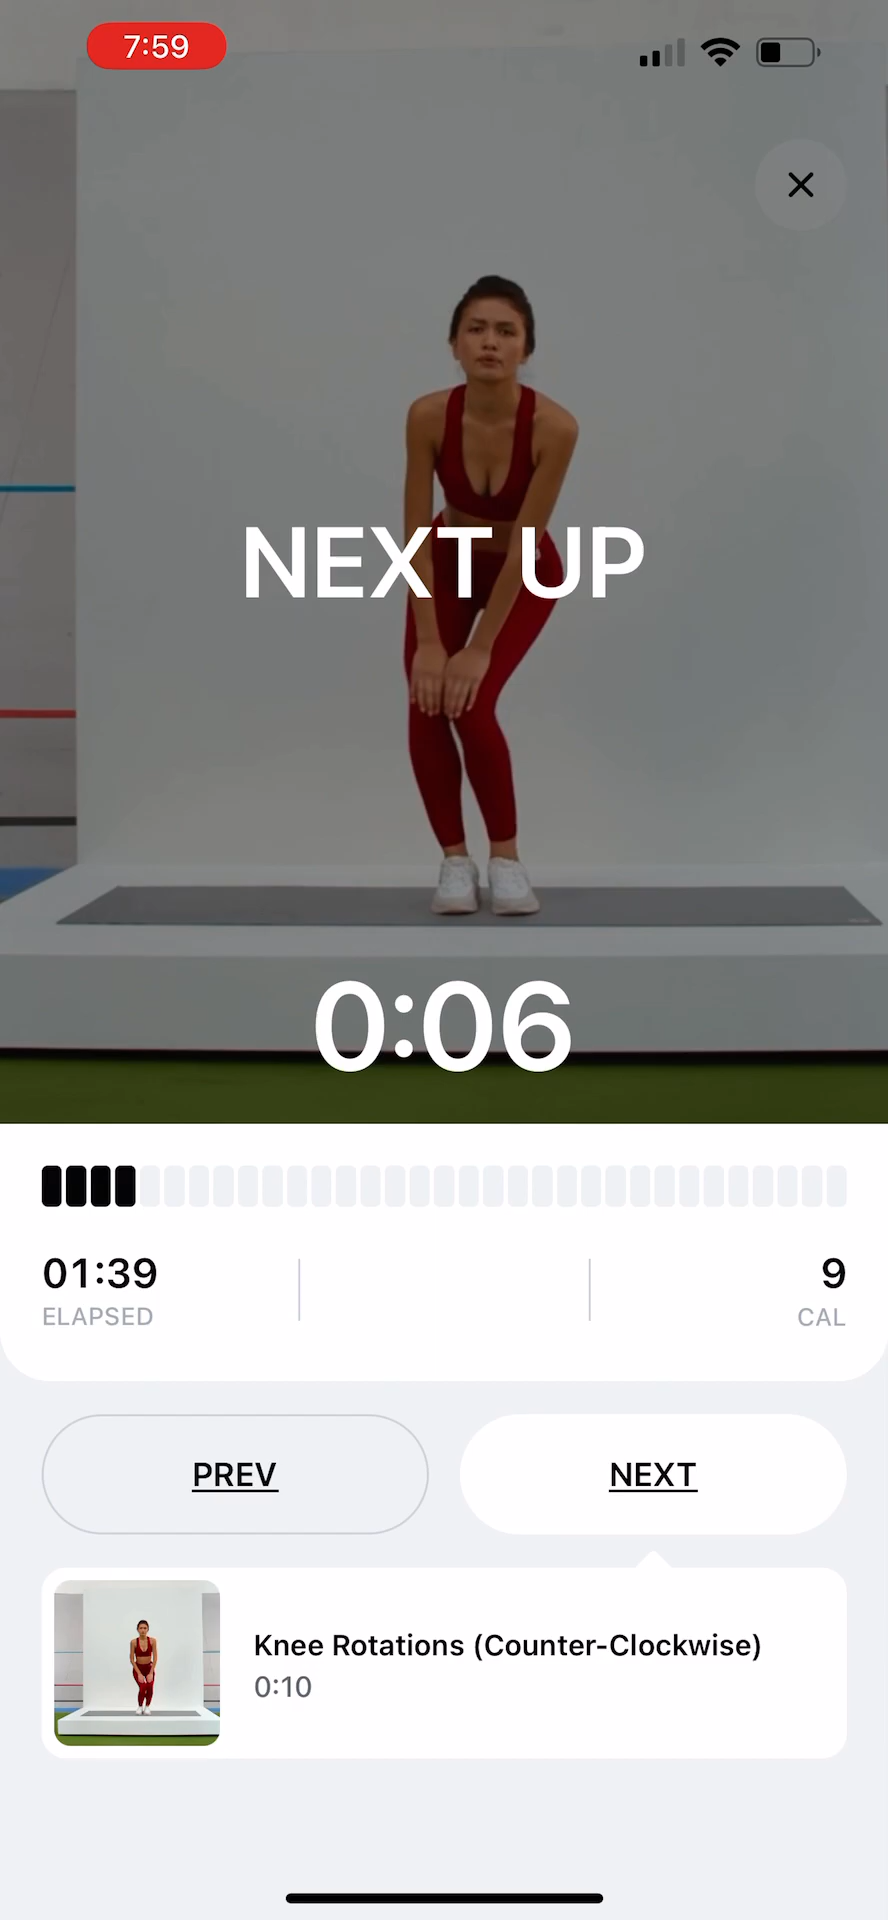 7:59
NEXT UP
0:06
01:39
ELAPSED
9
CAL
PREV
NEXT
Knee Rotations (Counter-Clockwise)
0:10